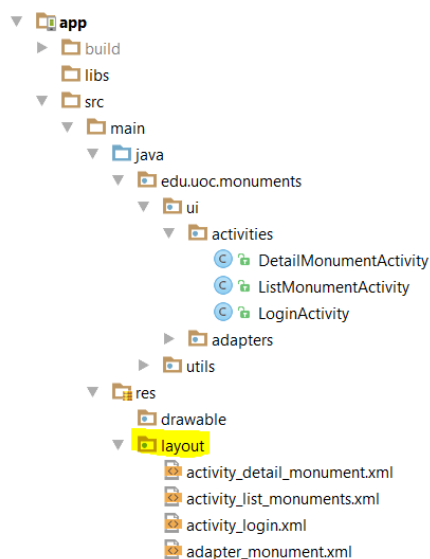 app
build
libs
src
main
java
edu.uoc.monuments
ui
activities
DetailMonumentActivity
ListMonumentActivity
LoginActivity
adapters
utils
res
drawable
layout
activity_detail_monument.xml
activity_list_monuments.xml
activity_login.xml
adapter_monument.xml